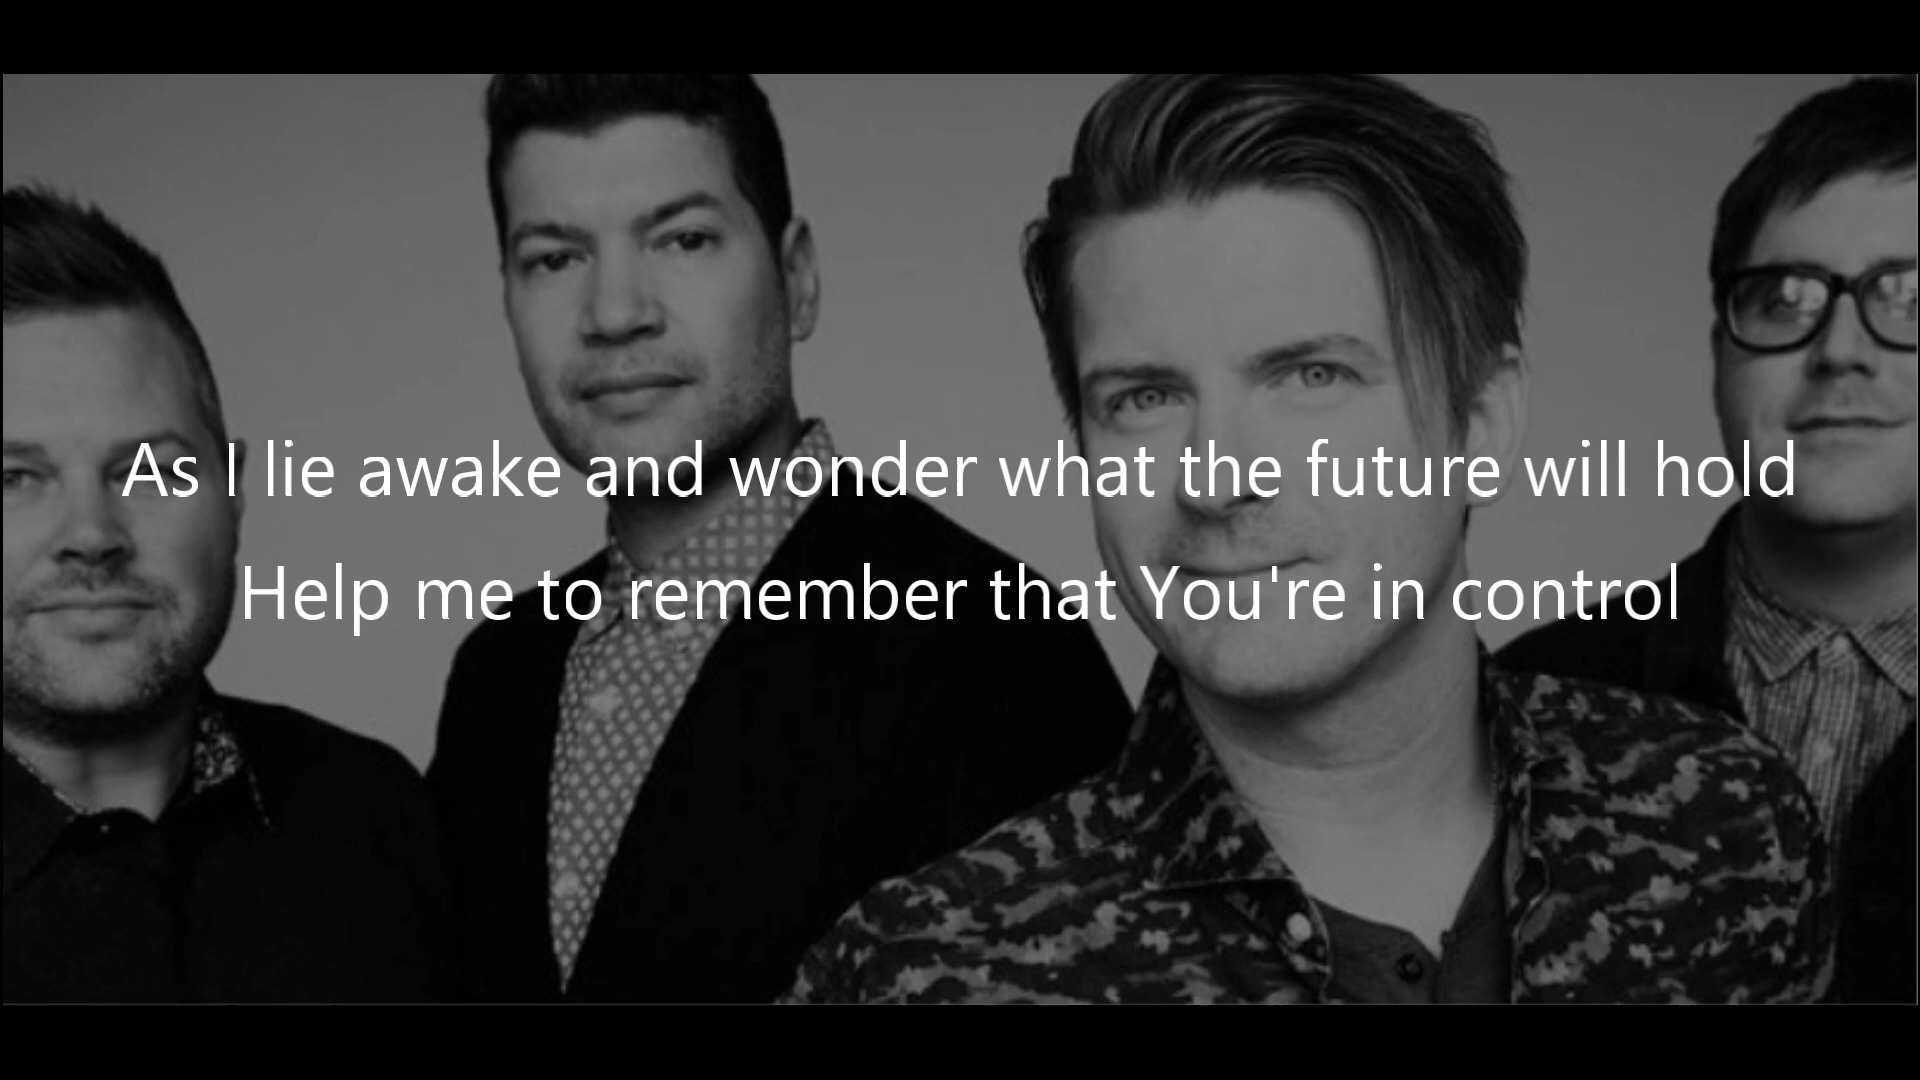 As I lie awake and wonder what the future will hold
Help me to remember that You're in control